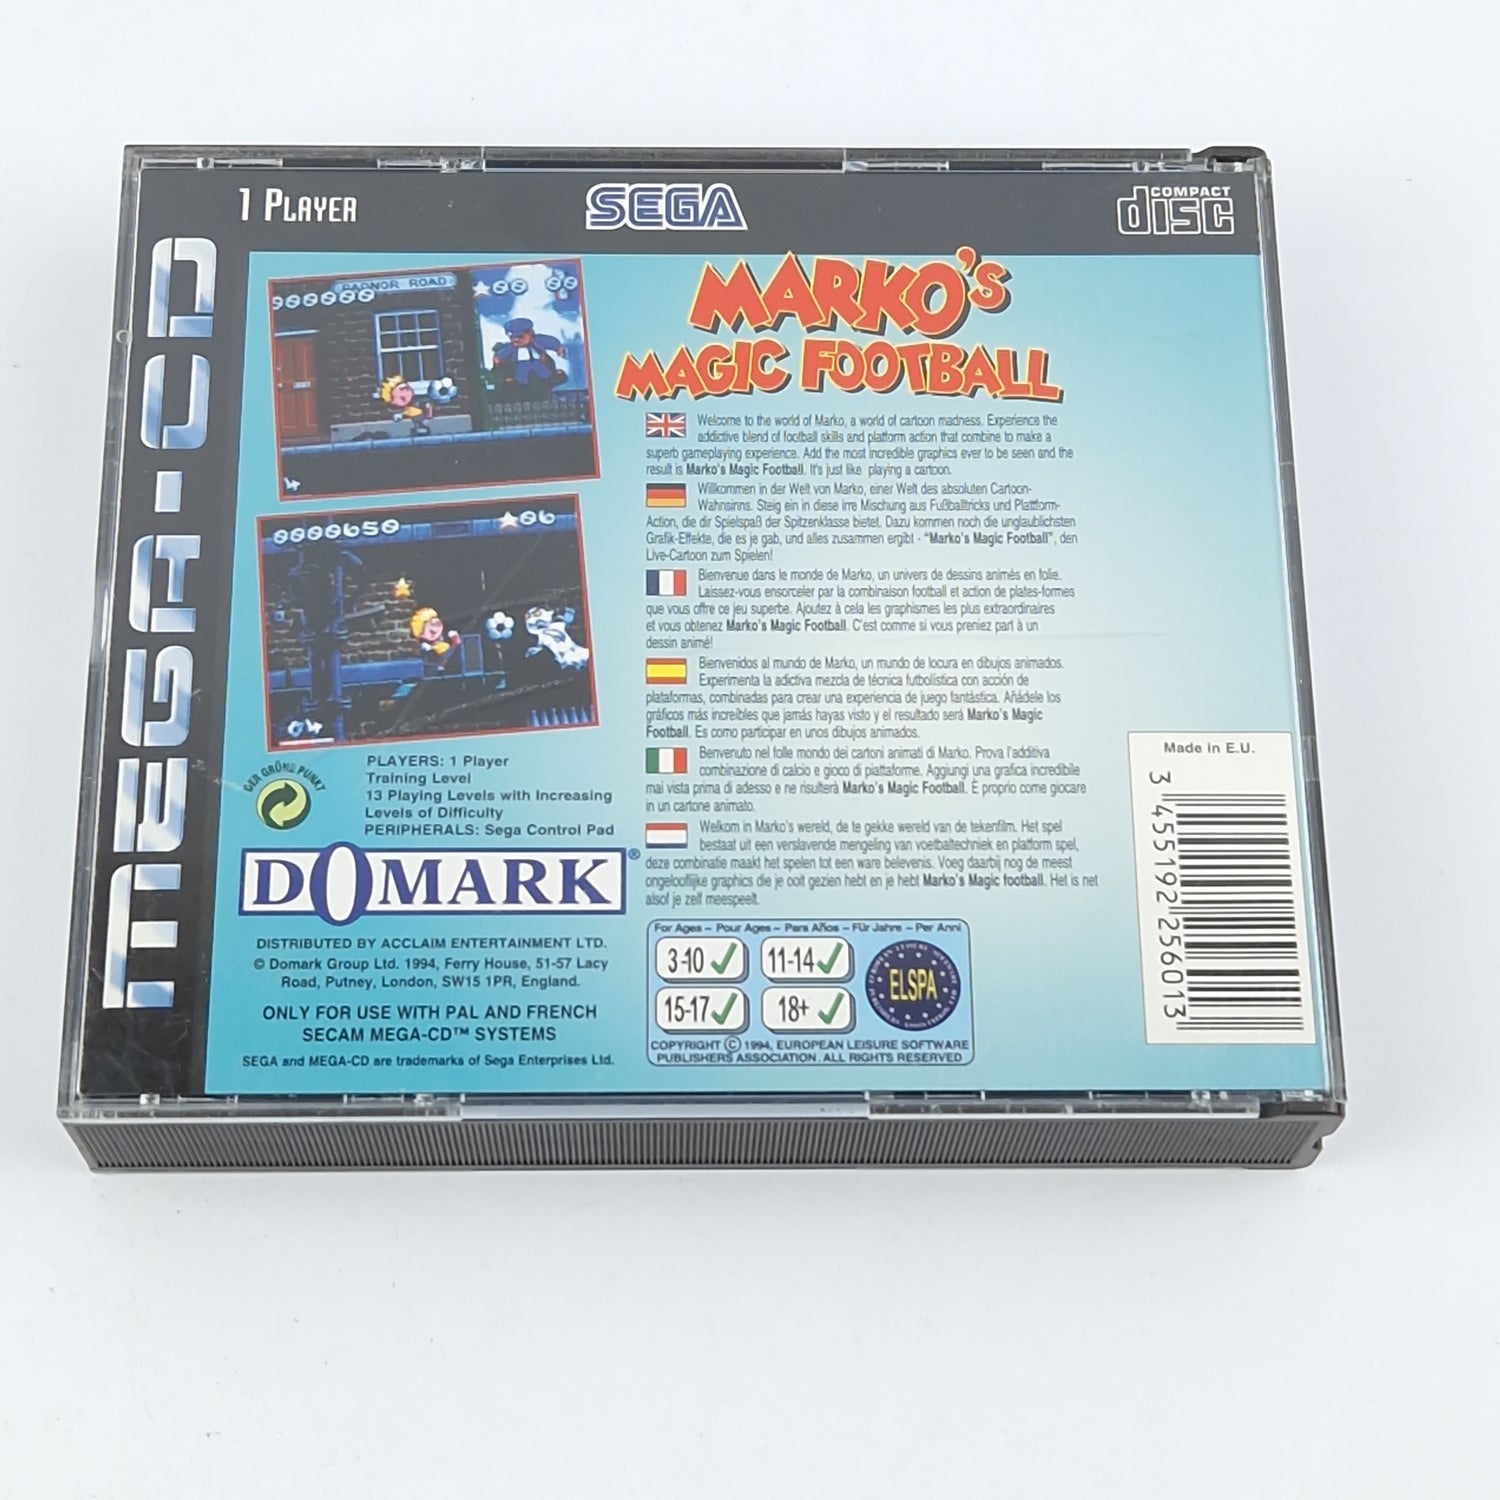 1 PLAYER
SEGA
COMPACT
disc
MEGA-CD
RADNOR ROAD
000000
00 00
4
0000650
06
04
MARKO'S
MAGIC FOOTBALL
Welcome to the world of Marko, a world of cartoon madness. Experience the
addictive blend of football skills and platform action that combine to make a
superb gameplaying experience. Add the most incredible graphics ever to be seen and the
result is Marko's Magic Football. It's just like playing a cartoon.
Willkommen in der Welt von Marko, einer Welt des absoluten Cartoon-
Wahnsinns. Steig ein in diese irre Mischung aus Fußballtricks und Plattform-
Action, die dir Spielspaß der Spitzenklasse bietet. Dazu kommen noch die unglaublichsten
Grafik-Effekte, die es je gab, und alles zusammen ergibt - "Marko's Magic Football", den
Live-Cartoon zum Spielen!
Bienvenue dans le monde de Marko, un univers de dessins animés en folie.
Laissez-vous ensorceler par la combinaison football et action de plates-formes
que vous offre ce jeu superbe. Ajoutez à cela les graphismes les plus extraordinaires
et vous obtenez Marko's Magic Football. C'est comme si vous preniez part à un
dessin animé!
Bienvenidos al mundo de Marko, un mundo de locura en dibujos animados.
Experimenta la adictiva mezcla de técnica futbolística con acción de
plataformas, combinadas para crear una experiencia de juego fantástica. Añádele los
gráficos más increíbles que jamás hayas visto y el resultado será Marko's Magic
Football. Es como participar en unos dibujos animados.
Benvenuto nel folle mondo dei cartoni animati di Marko. Prova l'additiva
combinazione di calcio e gioco di piattaforme. Aggiungi una grafica incredibile
mai vista prima di adesso e ne risulterà Marko's Magic Football. È proprio come giocare
in un cartone animato.
Welkom in Marko's wereld, de te gekke wereld van de tekenfilm. Het spel
bestaat uit een verslavende mengeling van voetbaltechniek en platform spel,
deze combinatie maakt het spelen tot een ware belevenis. Voeg daarbij nog de meest
ongelooflijke graphics die je ooit gezien hebt en je hebt Marko's Magic football. Het is net
alsof je zelf meespeelt.
DER GRÜNE PUNKT
PLAYERS: 1 Player
Training Level
13 Playing Levels with Increasing
Levels of Difficulty
PERIPHERALS: Sega Control Pad
DOMARK®
DISTRIBUTED BY ACCLAIM ENTERTAINMENT LTD.
© Domark Group Ltd. 1994, Ferry House, 51-57 Lacy
Road, Putney, London, SW15 1PR, England.
ONLY FOR USE WITH PAL AND FRENCH
SECAM MEGA-CD™ SYSTEMS
SEGA and MEGA-CD are trademarks of Sega Enterprises Ltd.
For Ages ~ Pour Ages ~ Para Años ~ Für Jahre ~ Per Anni
3-10 11-14
15-17 18+
ELSPA
COPYRIGHT © 1994, EUROPEAN LEISURE SOFTWARE
PUBLISHERS ASSOCIATION. ALL RIGHTS RESERVED
Made in E.U.
3 455192 256013